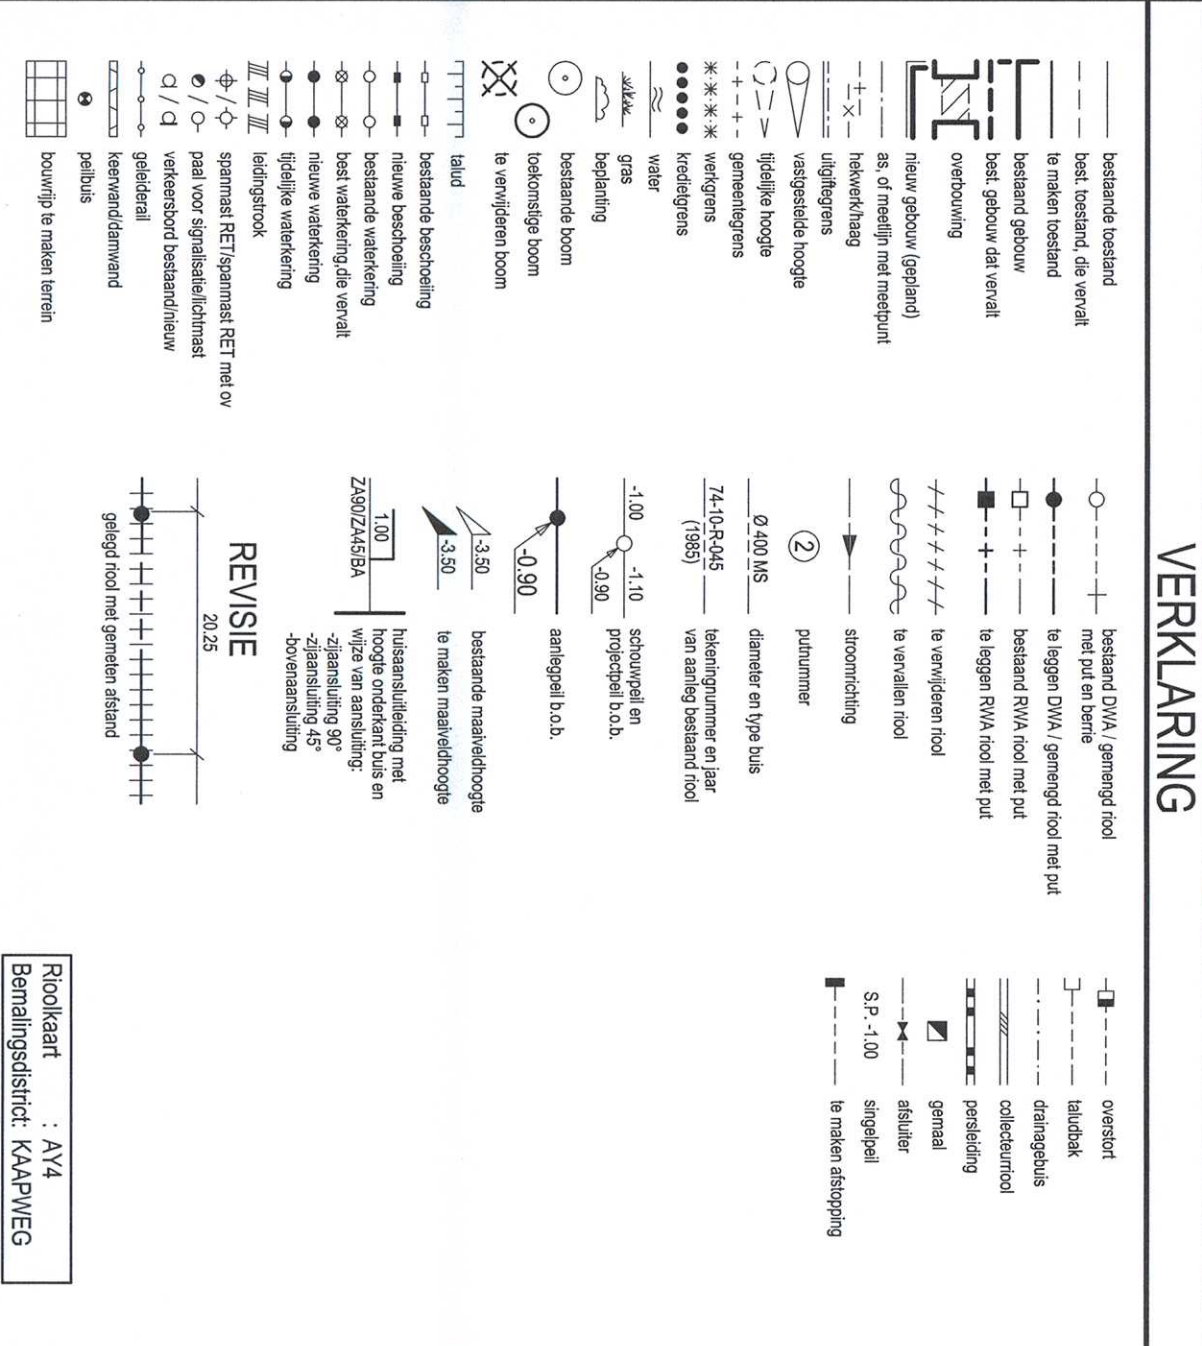 VERKLARING
bestaande toestand
best. toestand, die vervalt
te maken toestand
bestaand gebouw
best. gebouw dat vervalt
overbouwing
nieuw gebouw (gepland)
as, of meetlijn met meetpunt
hekwerk/haag
uitgiftegrens
vastgestelde hoogte
tijdelijke hoogte
gemeentegrens
werkgrens
kredietgrens
water
gras
beplanting
bestaande boom
toekomstige boom
te verwijderen boom
talud
bestaande beschoeiing
nieuwe beschoeiing
bestaande waterkering
best waterkering,die vervalt
nieuwe waterkering
tijdelijke waterkering
leidingstrook
spanmast RET/spanmast RET met ov
paal voor signalisatie/lichtmast
verkeersbord bestaand/nieuw
geleiderail
keerwand/damwand
peilbuis
bouwrijp te maken terrein
bestaand DWA / gemengd riool
met put en berrie
te leggen DWA / gemengd riool met put
bestaand RWA riool met put
te leggen RWA riool met put
te verwijderen riool
te vervallen riool
stroomrichting
2 putnummer
Ø 400 MS diameter en type buis
74-10-R-045 tekeningnummer en jaar
(1985) van aanleg bestaand riool
-1.00 -1.10 schouwpeil en
-0.90 projectpeil b.o.b.
aanlegpeil b.o.b.
-0.90
-3.50 bestaande maaiveldhoogte
-3.50 te maken maaiveldhoogte
huisaansluitleiding met
1.00 hoogte onderkant buis en
ZA90/ZA45/BA wijze van aansluiting:
-zijaansluiting 90°
-zijaansluiting 45°
-bovenaansluiting
REVISIE
20.25
gelegd riool met gemeten afstand
overstort
taludbak
drainagebuis
collecteurriool
persleiding
gemaal
afsluiter
S.P. -1.00 singelpeil
te maken afstopping
Rioolkaart : AY4
Bemalingsdistrict: KAAPWEG